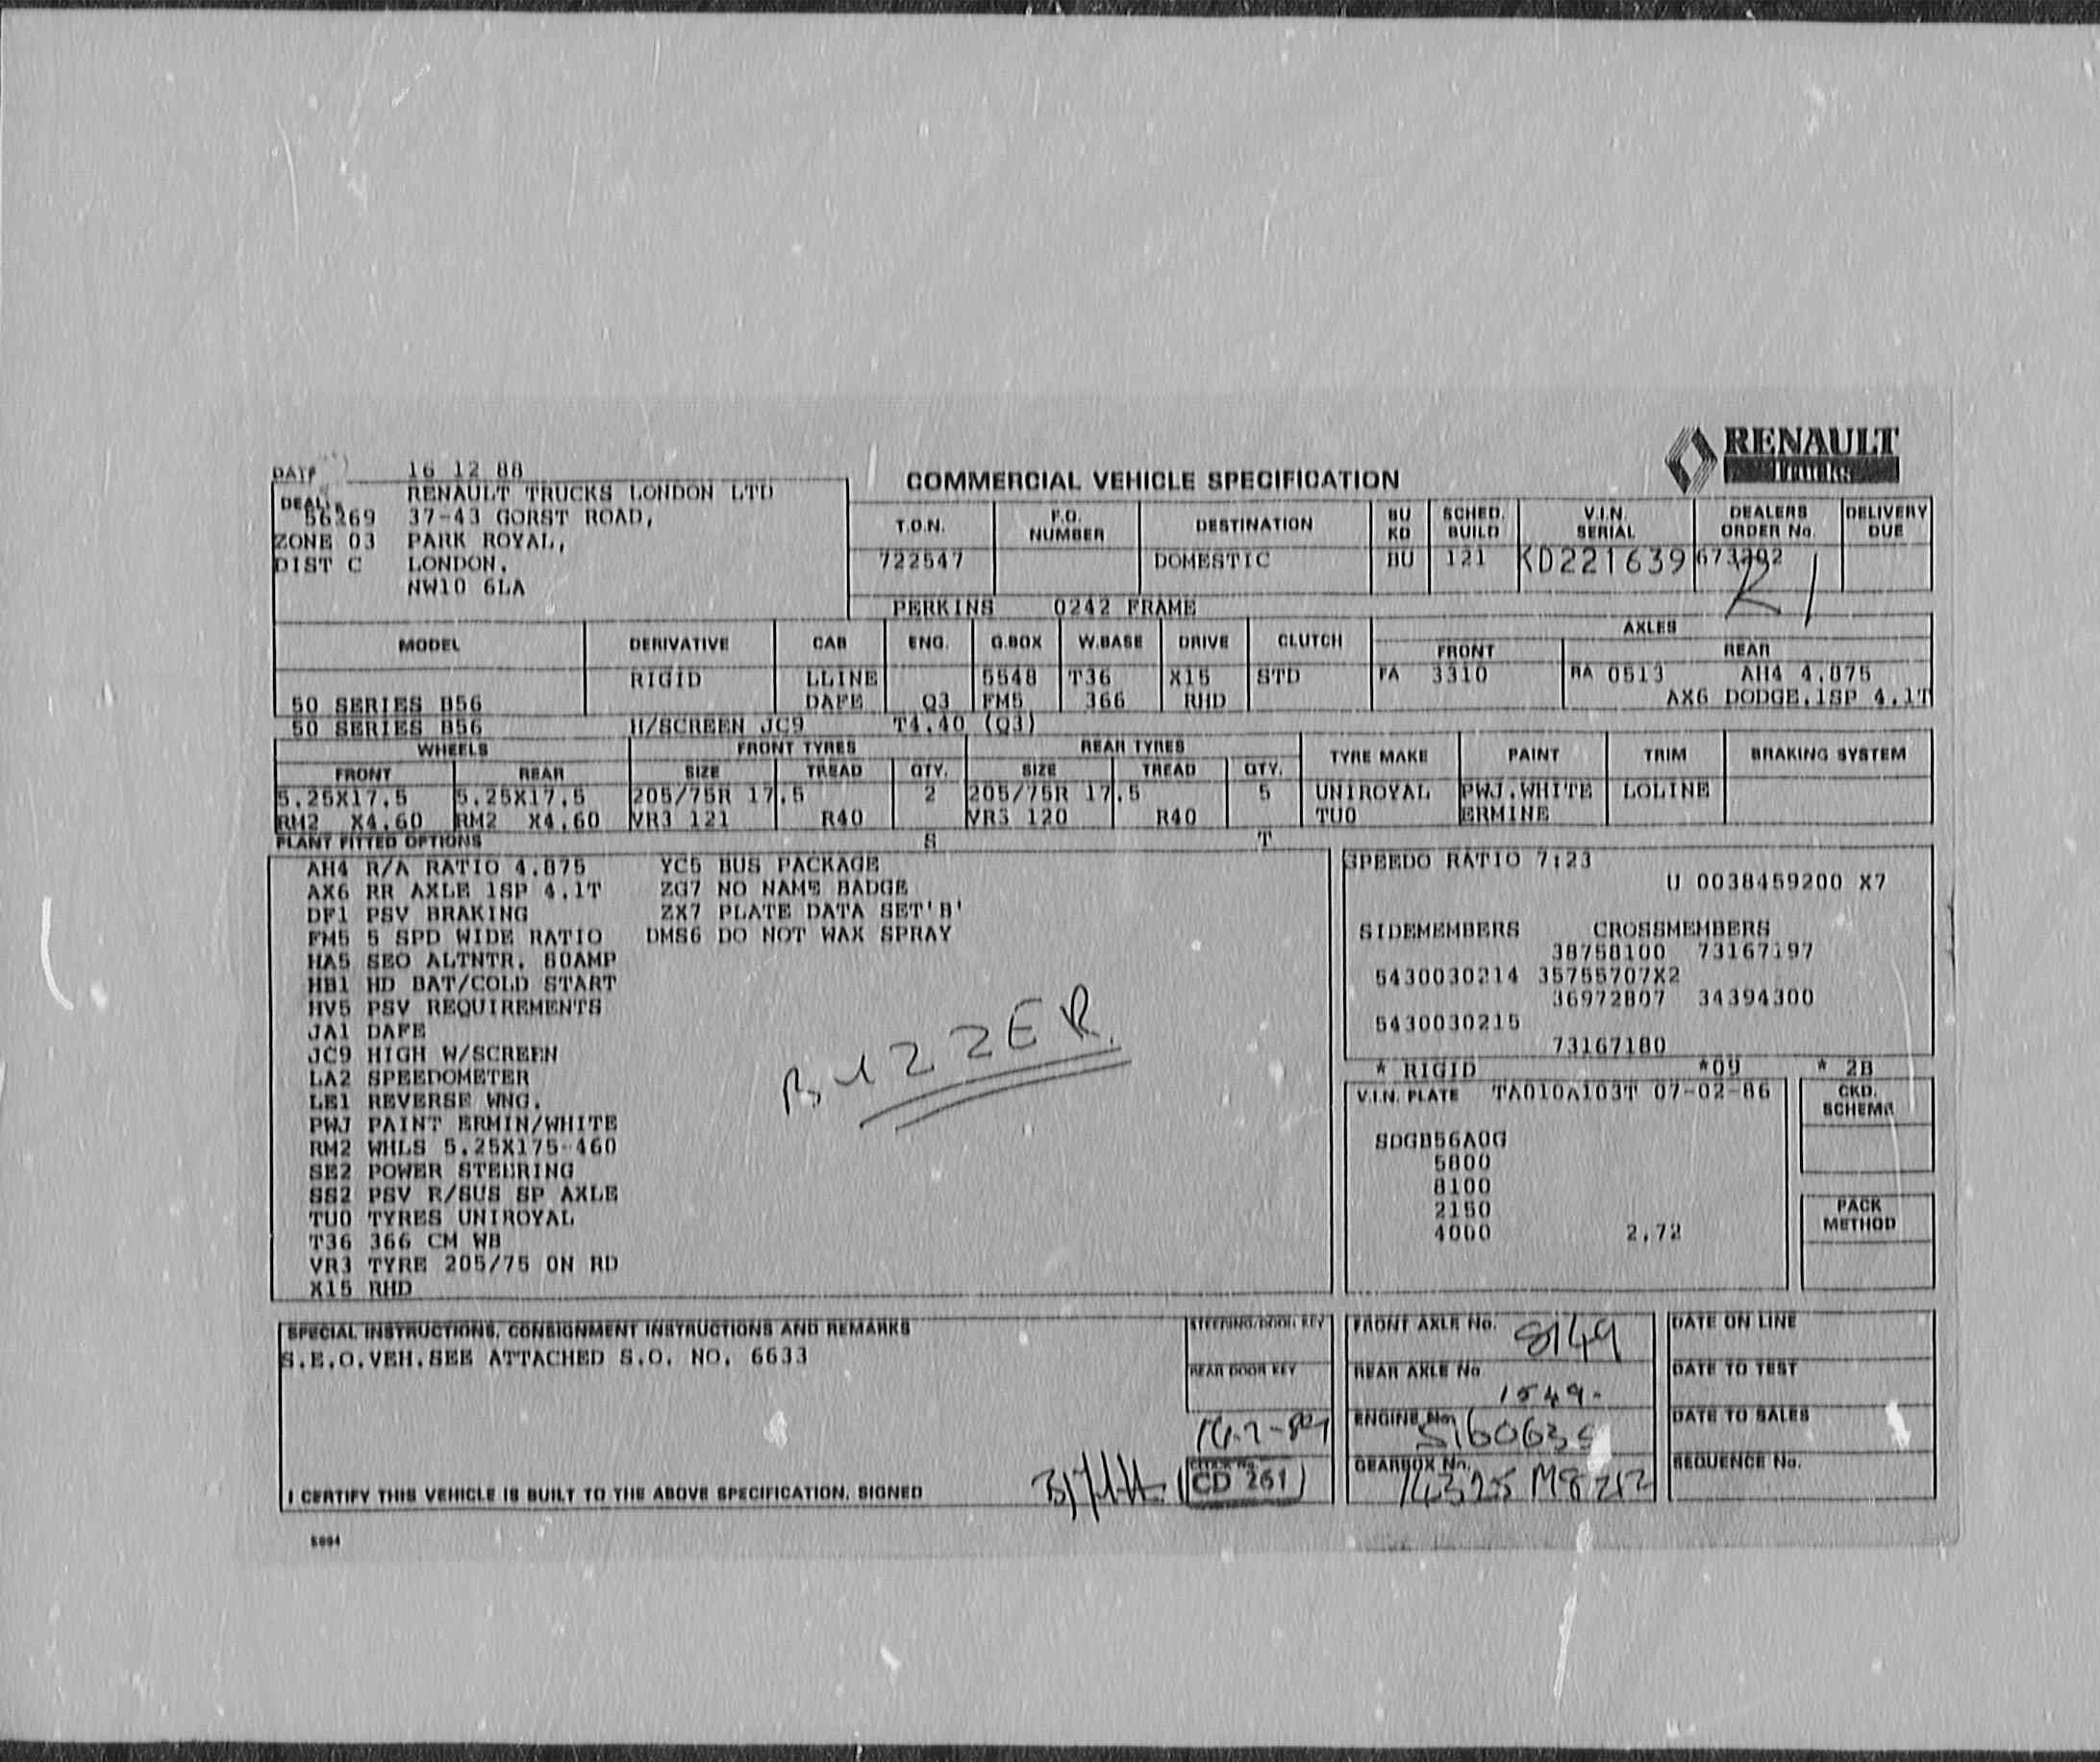 RENAULT
Trucks
DATE 16 12 88
COMMERCIAL VEHICLE SPECIFICATION
RENAULT TRUCKS LONDON LTD
56269 37-43 GORST ROAD,
ZONE 03 PARK ROYAL,
DIST C LONDON.
NW10 6LA
T.O.N. F.O. NUMBER DESTINATION BU KD SCHED. BUILD V.I.N. SERIAL DEALERS ORDER No. DELIVERY DUE
722547 DOMESTIC BU 121 KD221639 673202
R1
PERKINS 0242 FRAME
MODEL DERIVATIVE CAB ENG. G.BOX W.BASE DRIVE CLUTCH AXLES
FRONT REAR
RIGID LLINE 5548 T36 X15 STD FA 3310 RA 0513 AH4 4.875
50 SERIES B56 DAFE Q3 FM5 366 RHD AX6 DODGE.1SP 4.1T
50 SERIES B56 H/SCREEN JC9 T4.40 (Q3)
WHEELS FRONT TYRES REAR TYRES TYRE MAKE PAINT TRIM BRAKING SYSTEM
FRONT REAR SIZE TREAD QTY. SIZE TREAD QTY.
5.25X17.5 5.25X17.5 205/75R 17.5 2 205/75R 17.5 5 UNIROYAL PWJ.WHITE LOLINE
RM2 X4.60 RM2 X4.60 VR3 121 R40 VR3 120 R40 TU0 ERMINE
PLANT FITTED OPTIONS S T
AH4 R/A RATIO 4.875 YC5 BUS PACKAGE
AX6 RR AXLE 1SP 4.1T ZG7 NO NAME BADGE
DF1 PSV BRAKING ZX7 PLATE DATA SET'B'
FM5 5 SPD WIDE RATIO DMS6 DO NOT WAX SPRAY
HA5 SEO ALTNTR. 80AMP
HB1 HD BAT/COLD START
HV5 PSV REQUIREMENTS
JA1 DAFE
JC9 HIGH W/SCREEN
LA2 SPEEDOMETER
LE1 REVERSE WNG.
PWJ PAINT ERMIN/WHITE
RM2 WHLS 5.25X175-460
SE2 POWER STEERING
SS2 PSV R/SUS SP AXLE
TU0 TYRES UNIROYAL
T36 366 CM WB
VR3 TYRE 205/75 ON RD
X15 RHD
BUZZER.
SPEEDO RATIO 7:23
U 0038459200 X7
SIDEMEMBERS CROSSMEMBERS
38758100 73167197
5430030214 35755707X2
36972807 34394300
5430030215
73167180
* RIGID *09 * 2B
V.I.N. PLATE TA010A103T 07-02-86
CKD. SCHEME
SDGB56A0G
5800
8100
2150
4000 2.72
PACK METHOD
SPECIAL INSTRUCTIONS, CONSIGNMENT INSTRUCTIONS AND REMARKS
S.E.O.VEH.SEE ATTACHED S.O. NO. 6633
STEERING/DOOR KEY
REAR DOOR KEY
CD 261
I CERTIFY THIS VEHICLE IS BUILT TO THE ABOVE SPECIFICATION. SIGNED
FRONT AXLE No. 8149
REAR AXLE No 1549.
ENGINE No.
GEARBOX No.
DATE ON LINE
DATE TO TEST
DATE TO SALES
SEQUENCE No.